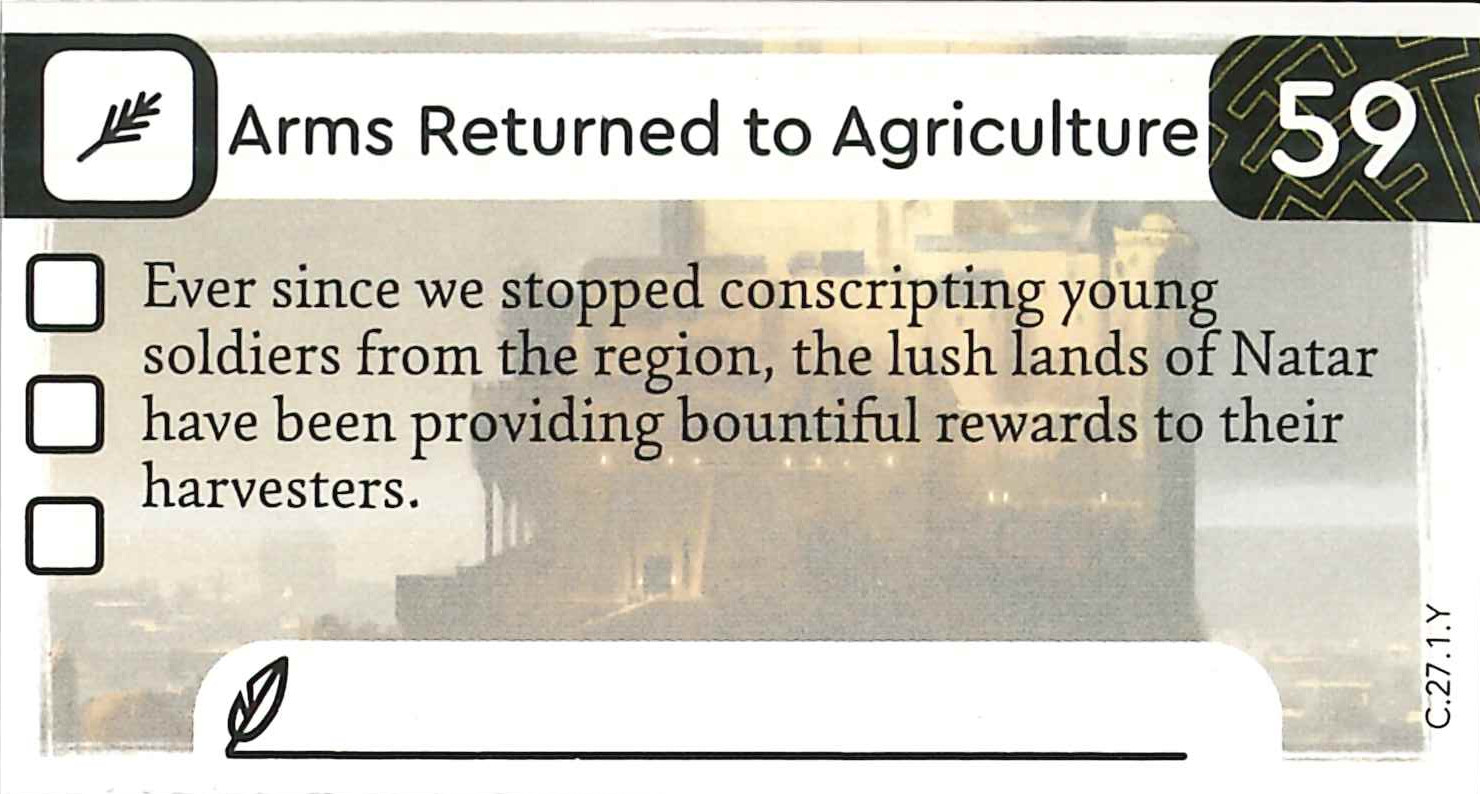 Arms Returned to Agriculture
59
Ever since we stopped conscripting young
soldiers from the region, the lush lands of Natar
have been providing bountiful rewards to their
harvesters.
C.27.1.Y